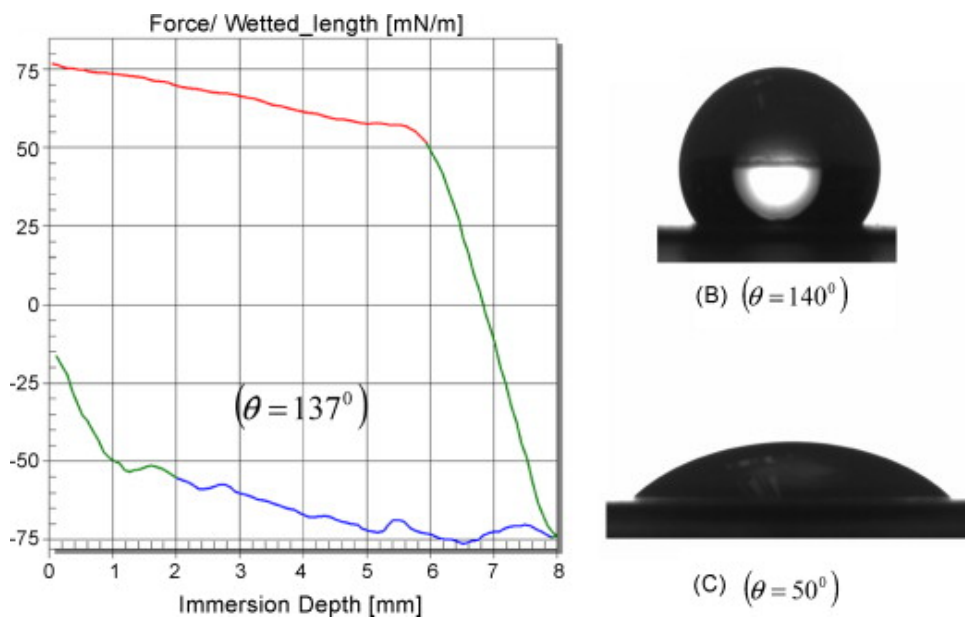 Force/ Wetted_length [mN/m]
75
50
25
0
-25
-50
-75
(θ = 137⁰)
0 1 2 3 4 5 6 7 8
Immersion Depth [mm]
(B) (θ = 140⁰)
(C) (θ = 50⁰)